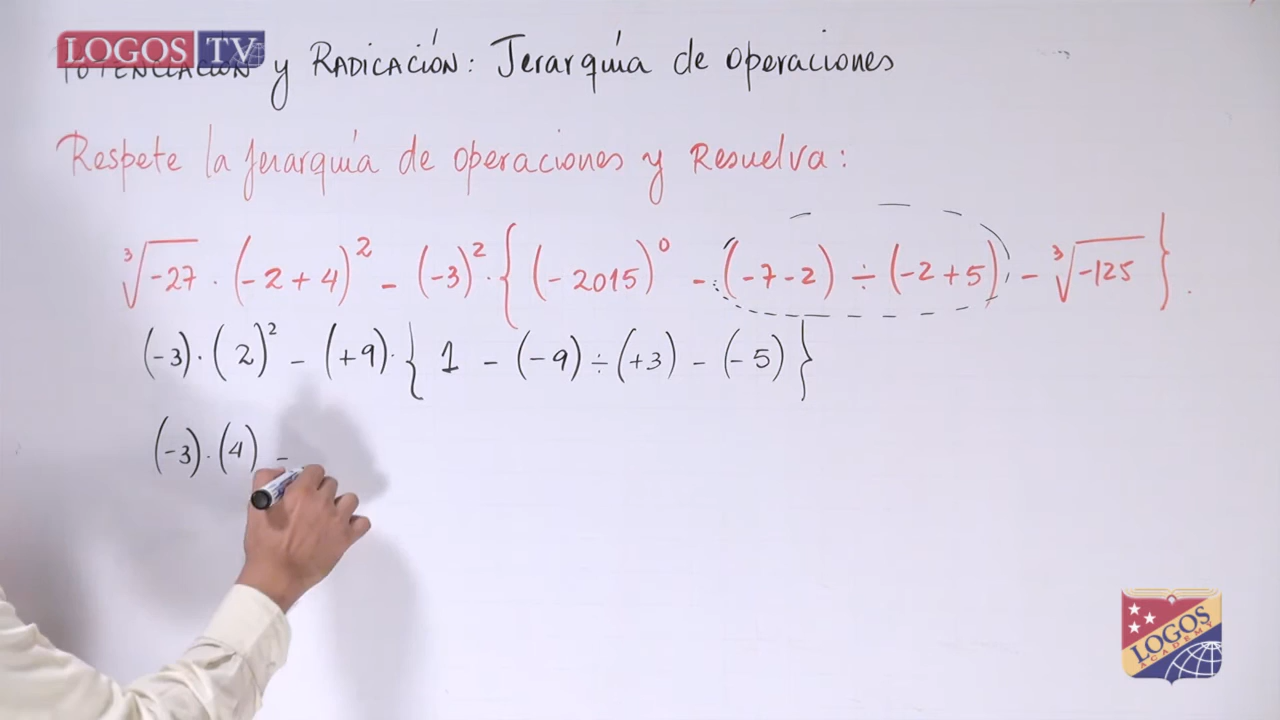 LOGOS TV
POTENCIACIÓN y RADICACIÓN: Jerarquía de operaciones
Respete la jerarquía de operaciones y Resuelva:
∛-27 · (-2+4)² - (-3)² · { (-2015)⁰ - (-7-2) ÷ (-2+5) - ∛-125 } .
(-3) · (2)² - (+9) · { 1 - (-9) ÷ (+3) - (-5) }
(-3) · (4) -
LOGOS
ACADEMY